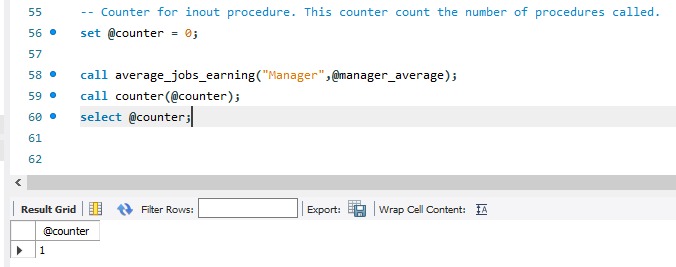 55 -- Counter for inout procedure. This counter count the number of procedures called.
56 set @counter = 0;
57
58 call average_jobs_earning("Manager",@manager_average);
59 call counter(@counter);
60 select @counter;
61
62
Result Grid Filter Rows: Export: Wrap Cell Content:
@counter
1